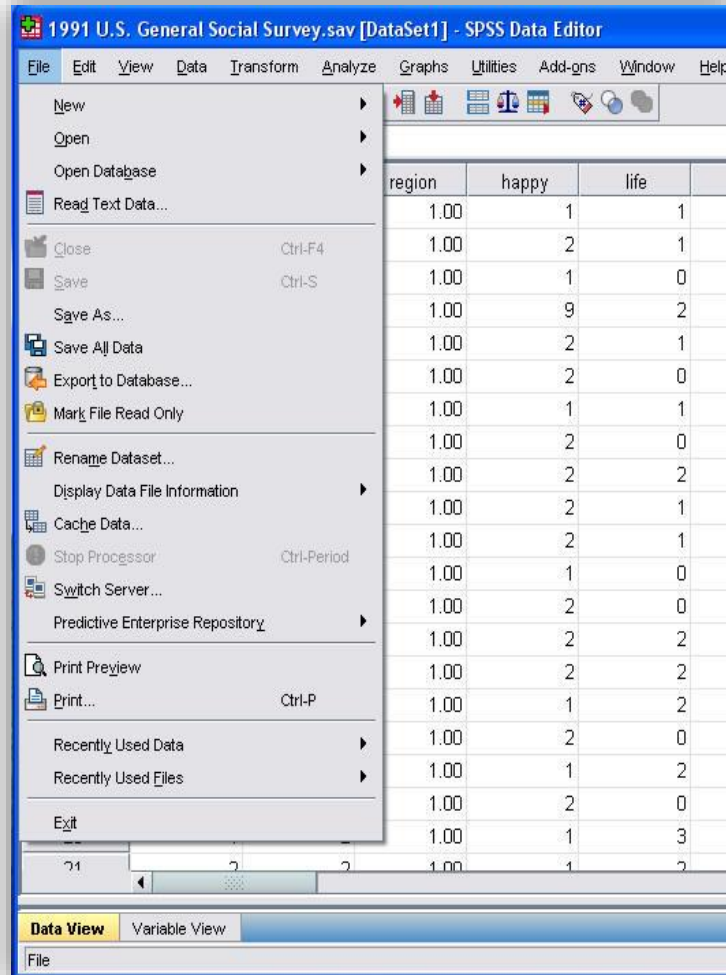 1991 U.S. General Social Survey.sav [DataSet1] - SPSS Data Editor
File Edit View Data Transform Analyze Graphs Utilities Add-ons Window Help
New
Open
Open Database
Read Text Data...
Close Ctrl-F4
Save Ctrl-S
Save As...
Save All Data
Export to Database...
Mark File Read Only
Rename Dataset...
Display Data File Information
Cache Data...
Stop Processor Ctrl-Period
Switch Server...
Predictive Enterprise Repository
Print Preview
Print... Ctrl-P
Recently Used Data
Recently Used Files
Exit
region happy life
1.00 1 1
1.00 2 1
1.00 1 0
1.00 9 2
1.00 2 1
1.00 2 0
1.00 1 1
1.00 2 0
1.00 2 2
1.00 2 1
1.00 2 1
1.00 1 0
1.00 2 0
1.00 2 2
1.00 2 2
1.00 1 2
1.00 2 0
1.00 1 2
1.00 2 0
1.00 1 3
21 2 2 1.00 1 2
Data View Variable View
File